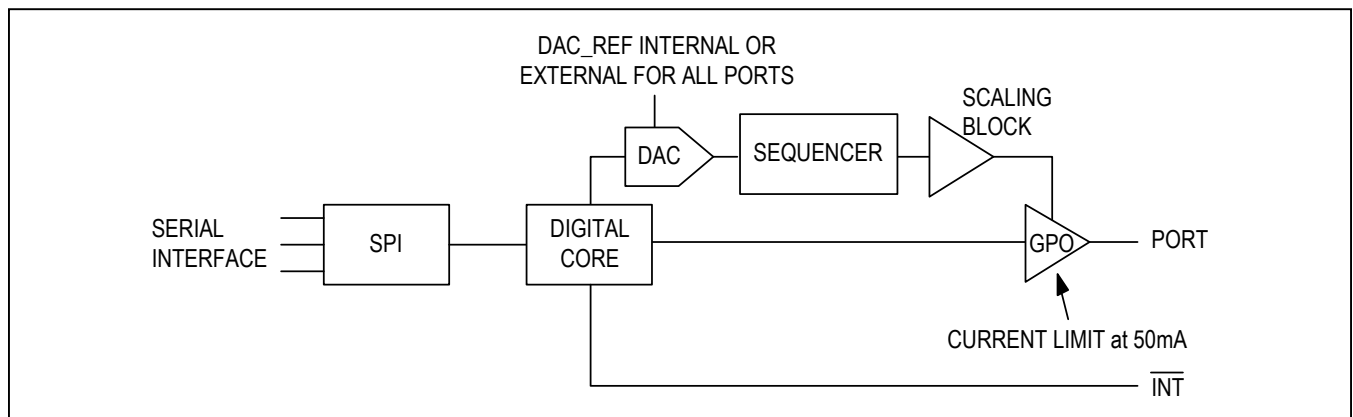 DAC_REF INTERNAL OR
EXTERNAL FOR ALL PORTS
SCALING
BLOCK
DAC
SEQUENCER
SERIAL
INTERFACE
SPI
DIGITAL
CORE
GPO
PORT
CURRENT LIMIT at 50mA
I̅N̅T̅